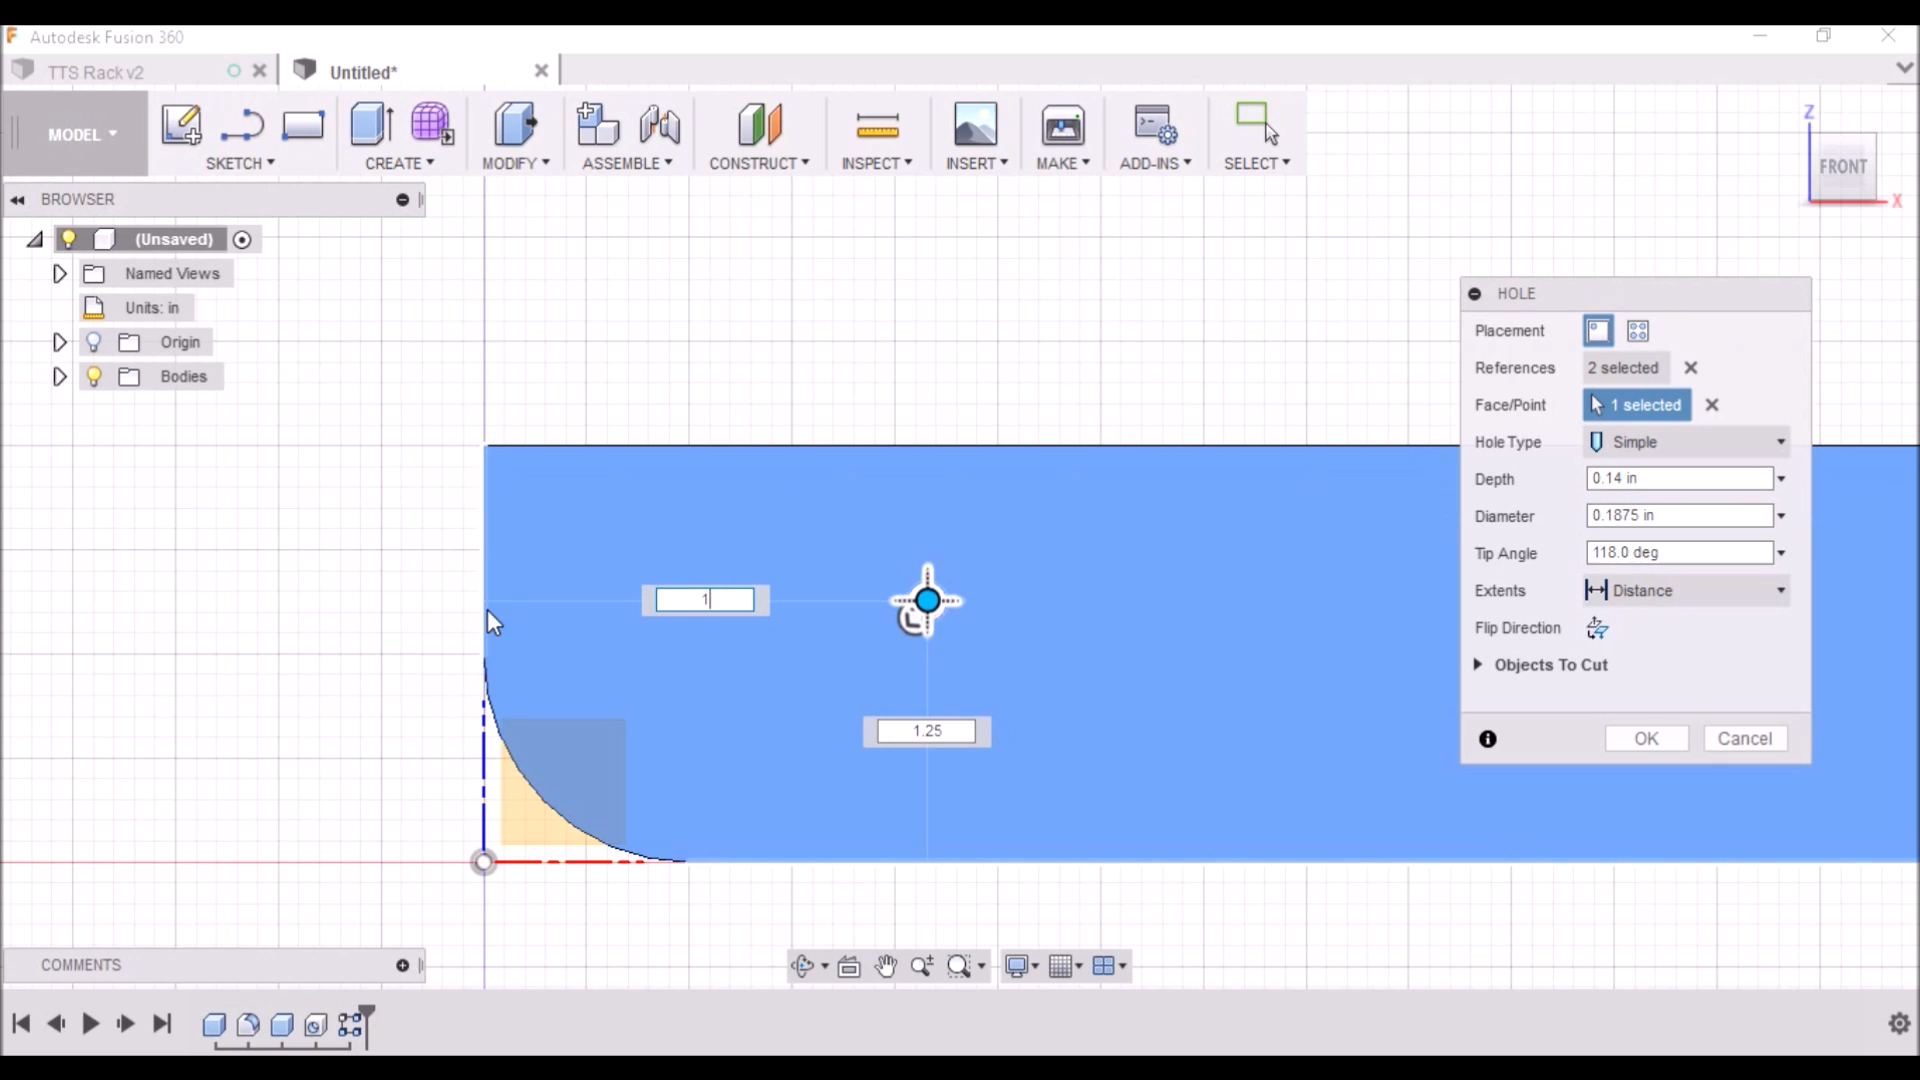 Autodesk Fusion 360
TTS Rack v2
Untitled*
MODEL
SKETCH
CREATE
MODIFY
ASSEMBLE
CONSTRUCT
INSPECT
INSERT
MAKE
ADD-INS
SELECT
Z
FRONT
X
BROWSER
(Unsaved)
Named Views
Units: in
Origin
Bodies
HOLE
Placement
References 2 selected
Face/Point 1 selected
Hole Type Simple
Depth 0.14 in
Diameter 0.1875 in
Tip Angle 118.0 deg
Extents Distance
Flip Direction
Objects To Cut
OK Cancel
1
1.25
COMMENTS